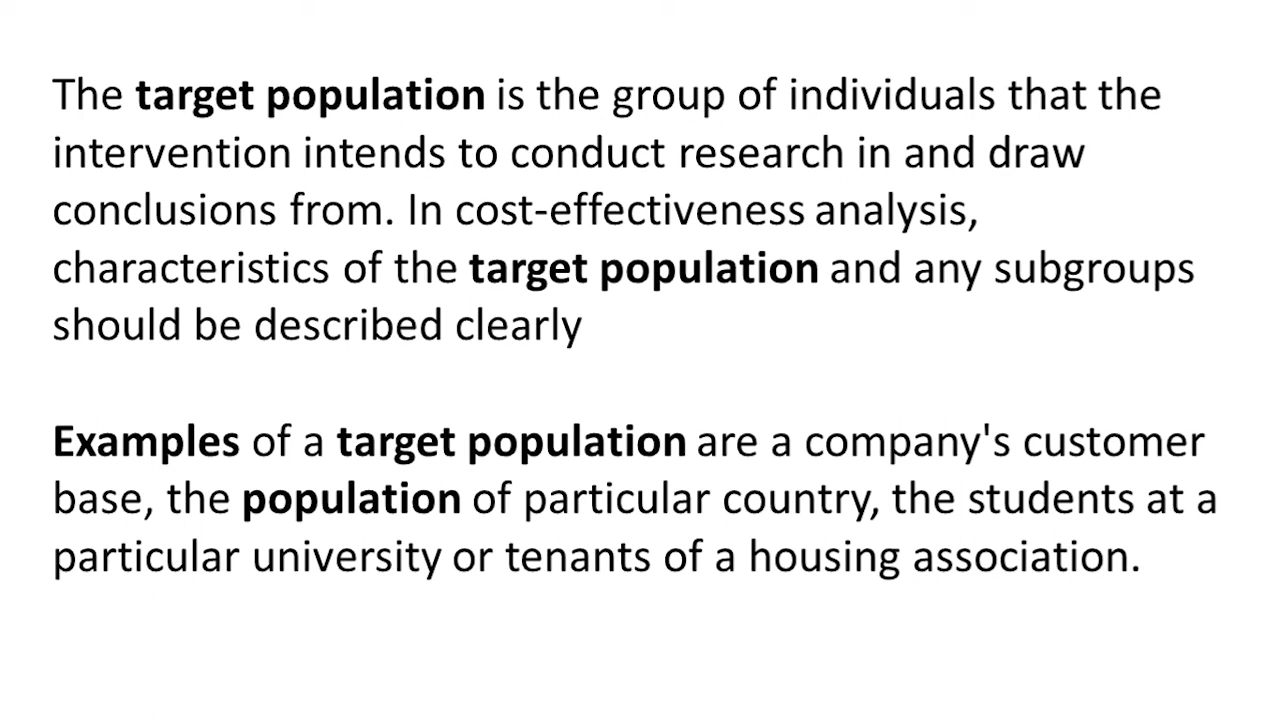 The target population is the group of individuals that the
intervention intends to conduct research in and draw
conclusions from. In cost-effectiveness analysis,
characteristics of the target population and any subgroups
should be described clearly
Examples of a target population are a company's customer
base, the population of particular country, the students at a
particular university or tenants of a housing association.